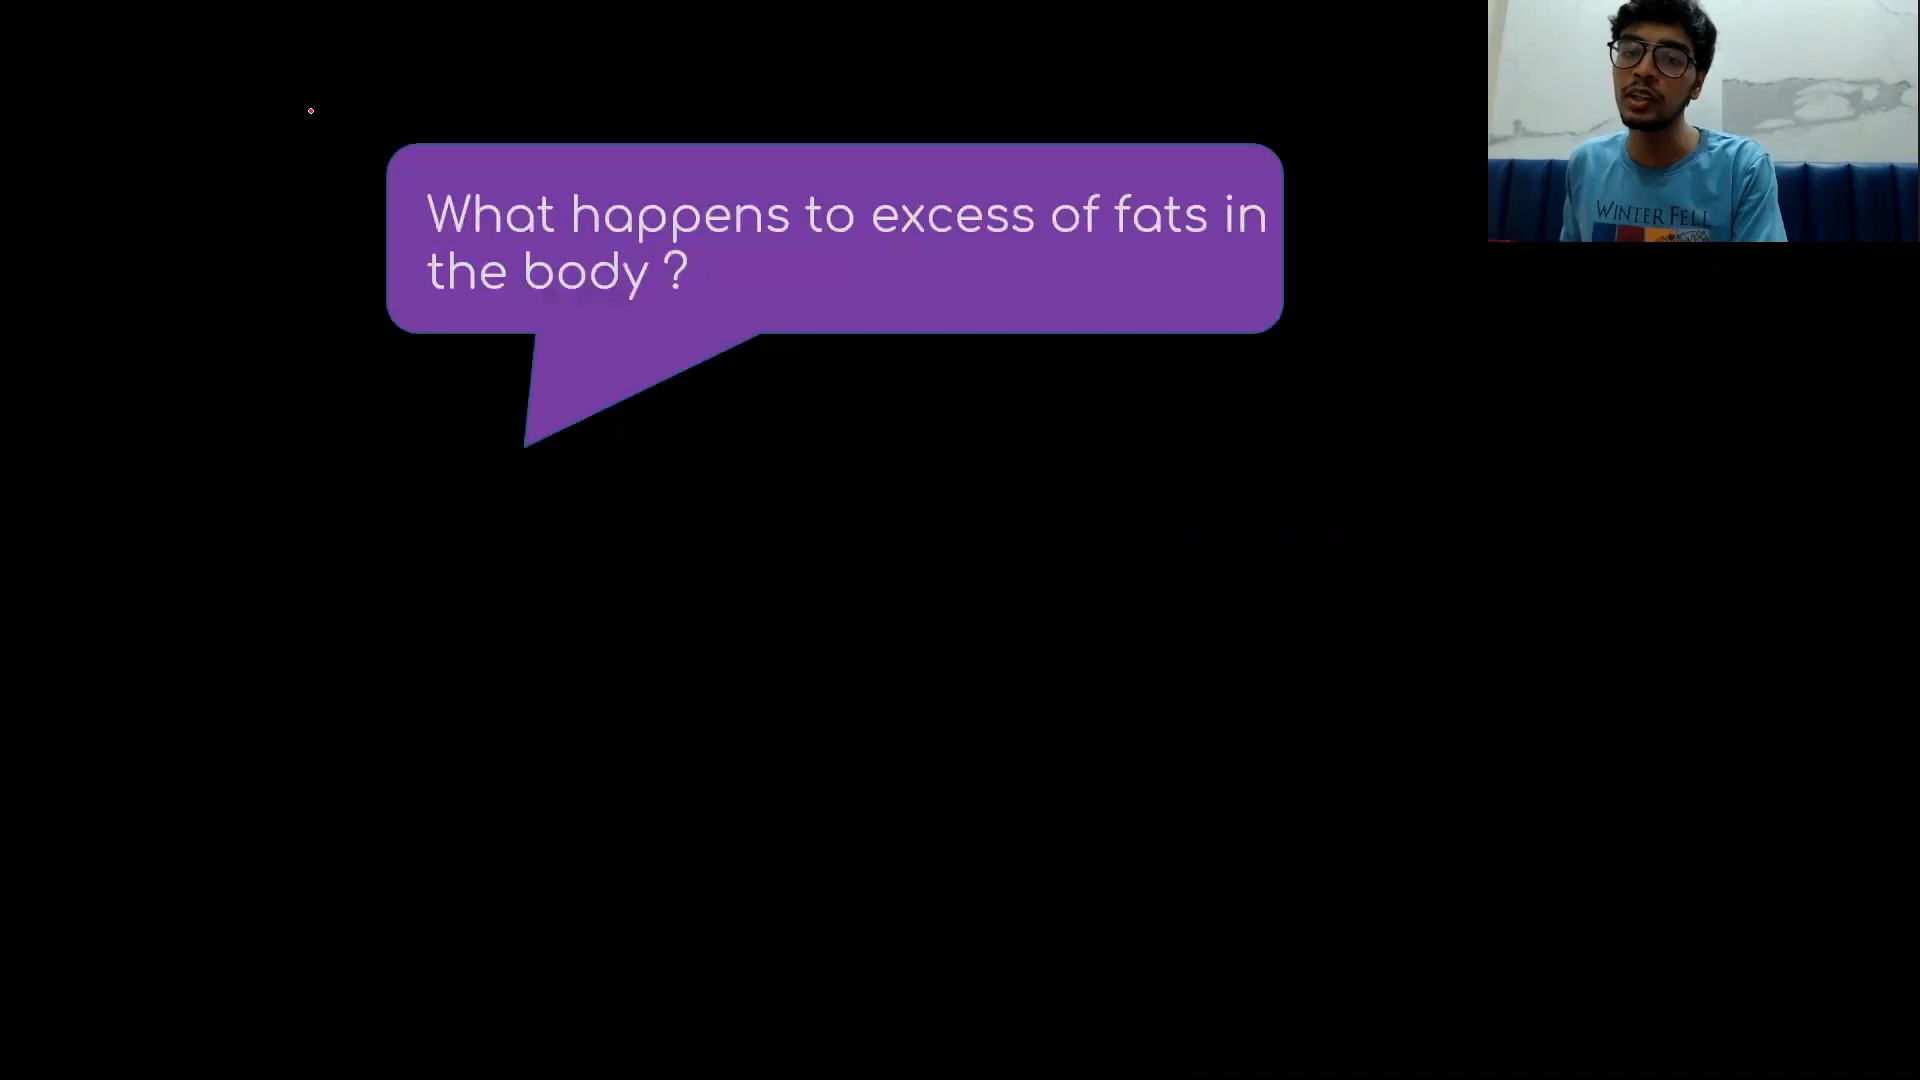 What happens to excess of fats in
the body ?
WINTER FELL